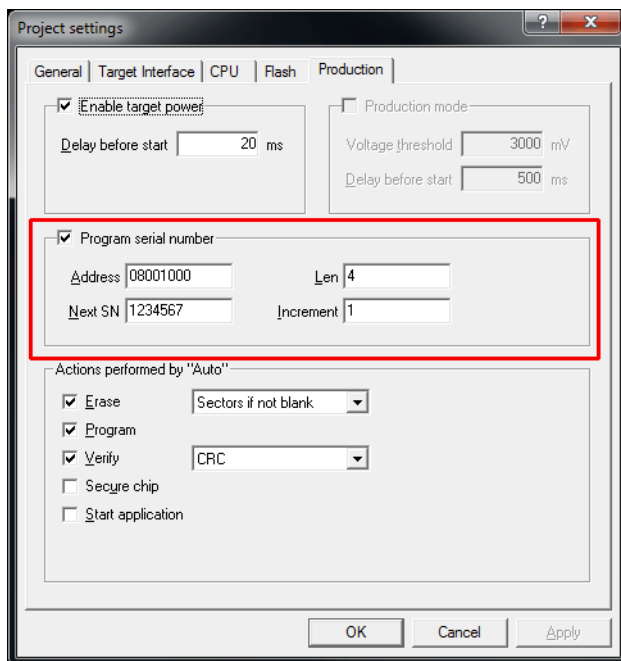 Project settings
General Target Interface CPU Flash Production
Enable target power
Delay before start 20 ms
Production mode
Voltage threshold 3000 mV
Delay before start 500 ms
Program serial number
Address 08001000 Len 4
Next SN 1234567 Increment 1
Actions performed by "Auto"
Erase Sectors if not blank
Program
Verify CRC
Secure chip
Start application
OK Cancel Apply